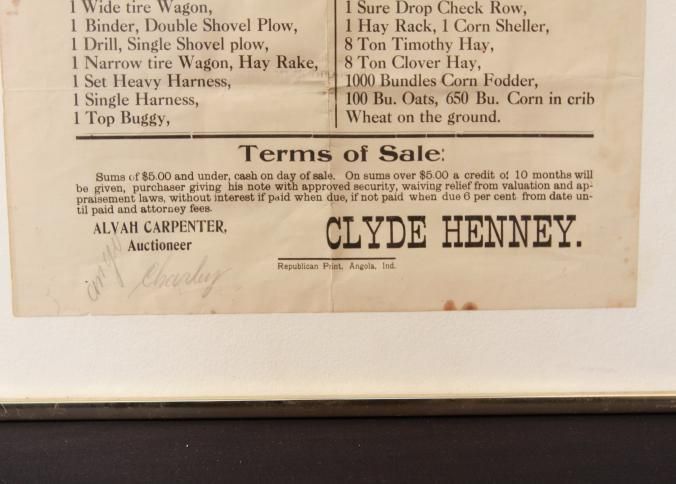 1 Wide tire Wagon,
1 Binder, Double Shovel Plow,
1 Drill, Single Shovel plow,
1 Narrow tire Wagon, Hay Rake,
1 Set Heavy Harness,
1 Single Harness,
1 Top Buggy,
1 Sure Drop Check Row,
1 Hay Rack, 1 Corn Sheller,
8 Ton Timothy Hay,
8 Ton Clover Hay,
1000 Bundles Corn Fodder,
100 Bu. Oats, 650 Bu. Corn in crib
Wheat on the ground.
Terms of Sale:
Sums of $5.00 and under, cash on day of sale. On sums over $5.00 a credit of 10 months will
be given, purchaser giving his note with approved security, waiving relief from valuation and ap-
praisement laws, without interest if paid when due, if not paid when due 6 per cent from date un-
til paid and attorney fees.
ALVAH CARPENTER,
Auctioneer
CLYDE HENNEY.
Republican Print, Angola, Ind.
Charley